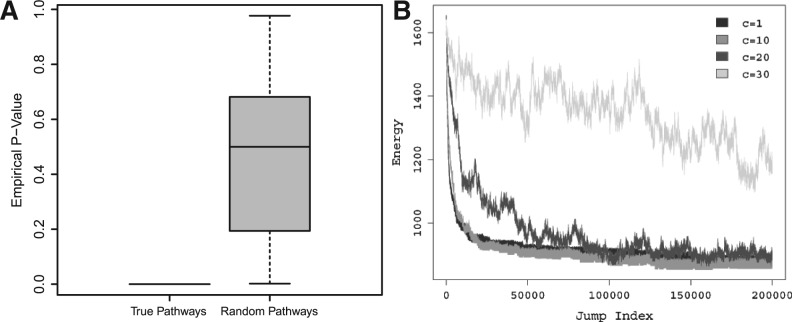 A
Empirical P-Value
1.0
0.8
0.6
0.4
0.2
0.0
True Pathways
Random Pathways
B
Energy
1600
1400
1200
1000
c=1
c=10
c=20
c=30
0
50000
100000
150000
200000
Jump Index